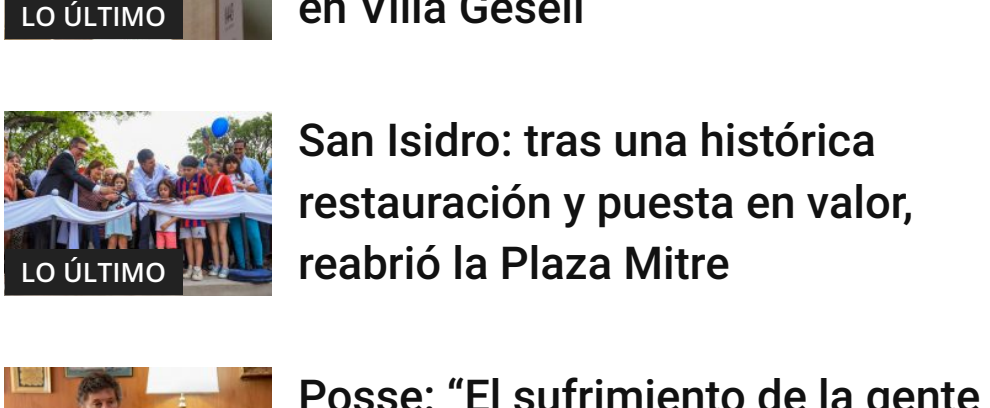 en Villa Gesell
LO ÚLTIMO
San Isidro: tras una histórica
restauración y puesta en valor,
reabrió la Plaza Mitre
LO ÚLTIMO
Posse: “El sufrimiento de la gente